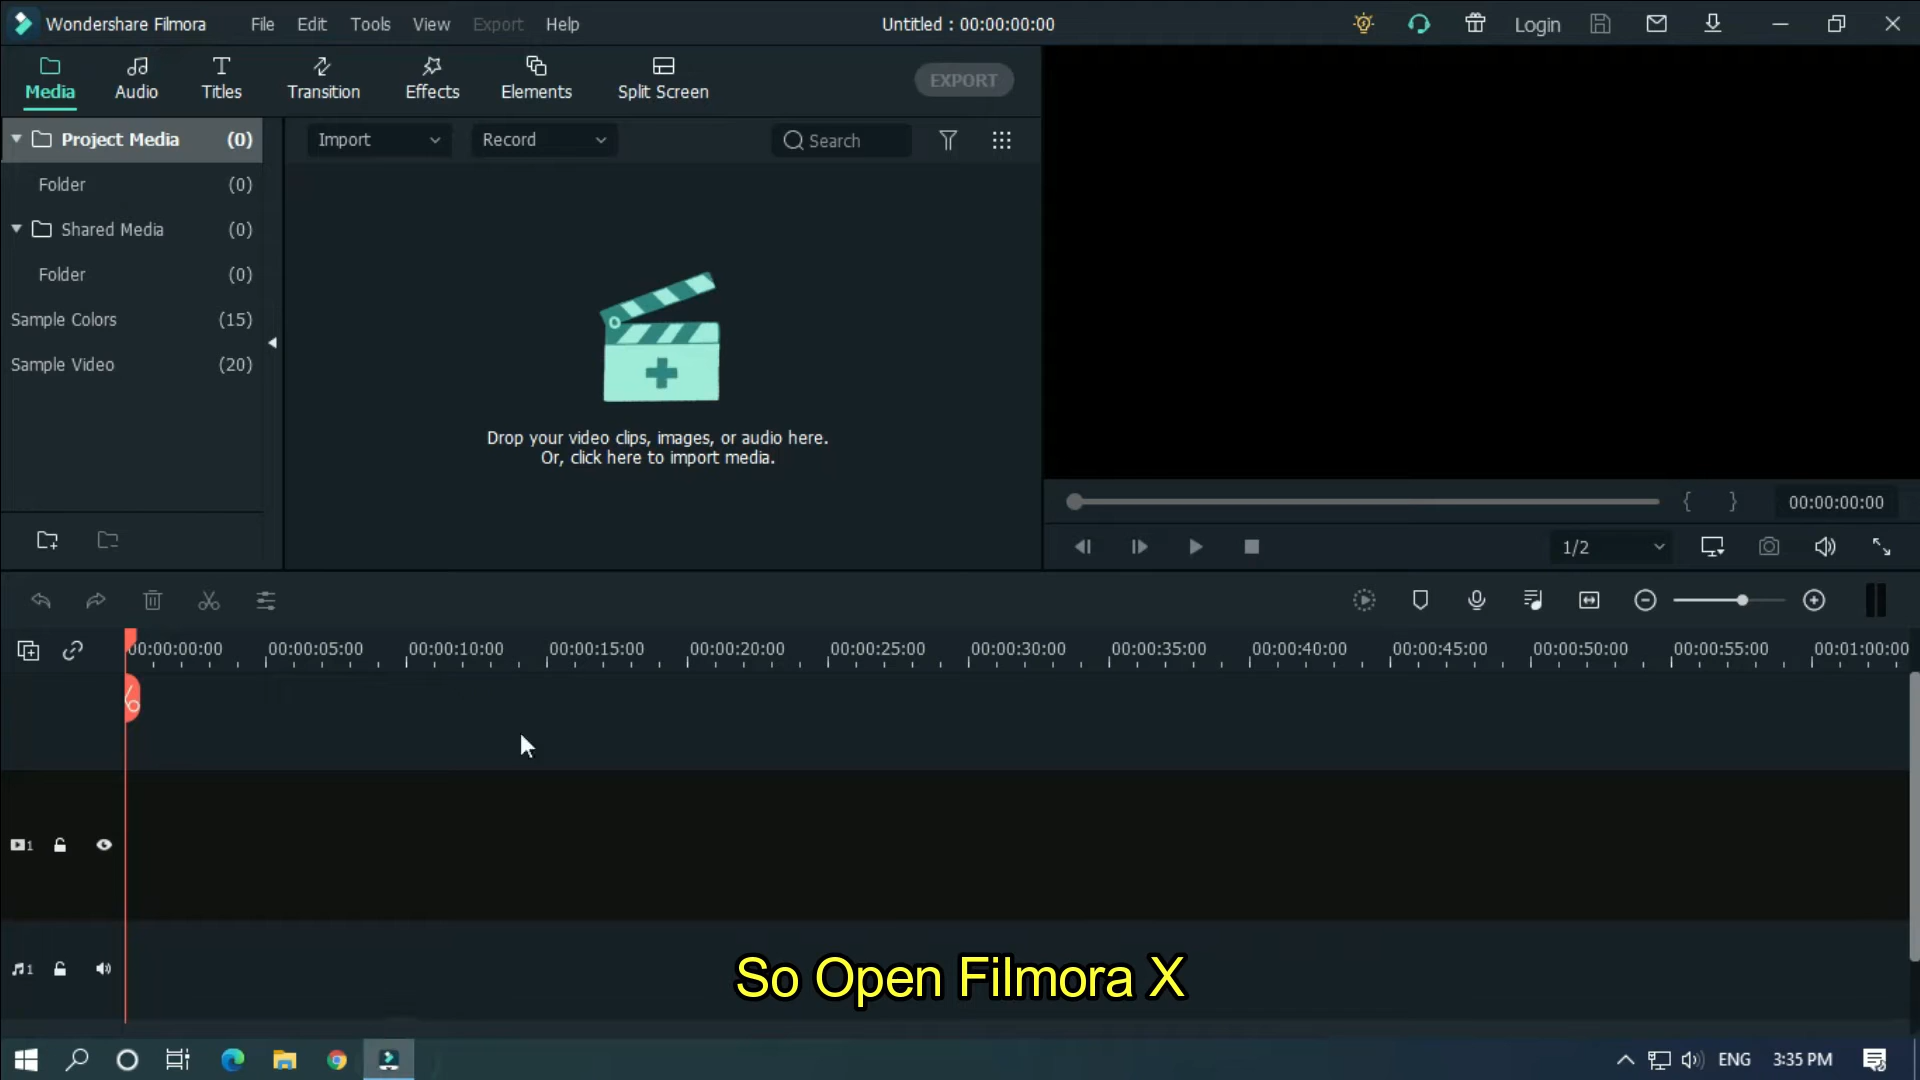 Wondershare Filmora File Edit Tools View Export Help Untitled : 00:00:00:00 Login
Media Audio Titles Transition Effects Elements Split Screen EXPORT
Project Media (0) Import Record Search
Folder (0)
Shared Media (0)
Folder (0)
Sample Colors (15)
Sample Video (20)
Drop your video clips, images, or audio here.
Or, click here to import media.
{ } 00:00:00:00
1/2
00:00:00:00 00:00:05:00 00:00:10:00 00:00:15:00 00:00:20:00 00:00:25:00 00:00:30:00 00:00:35:00 00:00:40:00 00:00:45:00 00:00:50:00 00:00:55:00 00:01:00:00
1
1
So Open Filmora X
ENG 3:35 PM